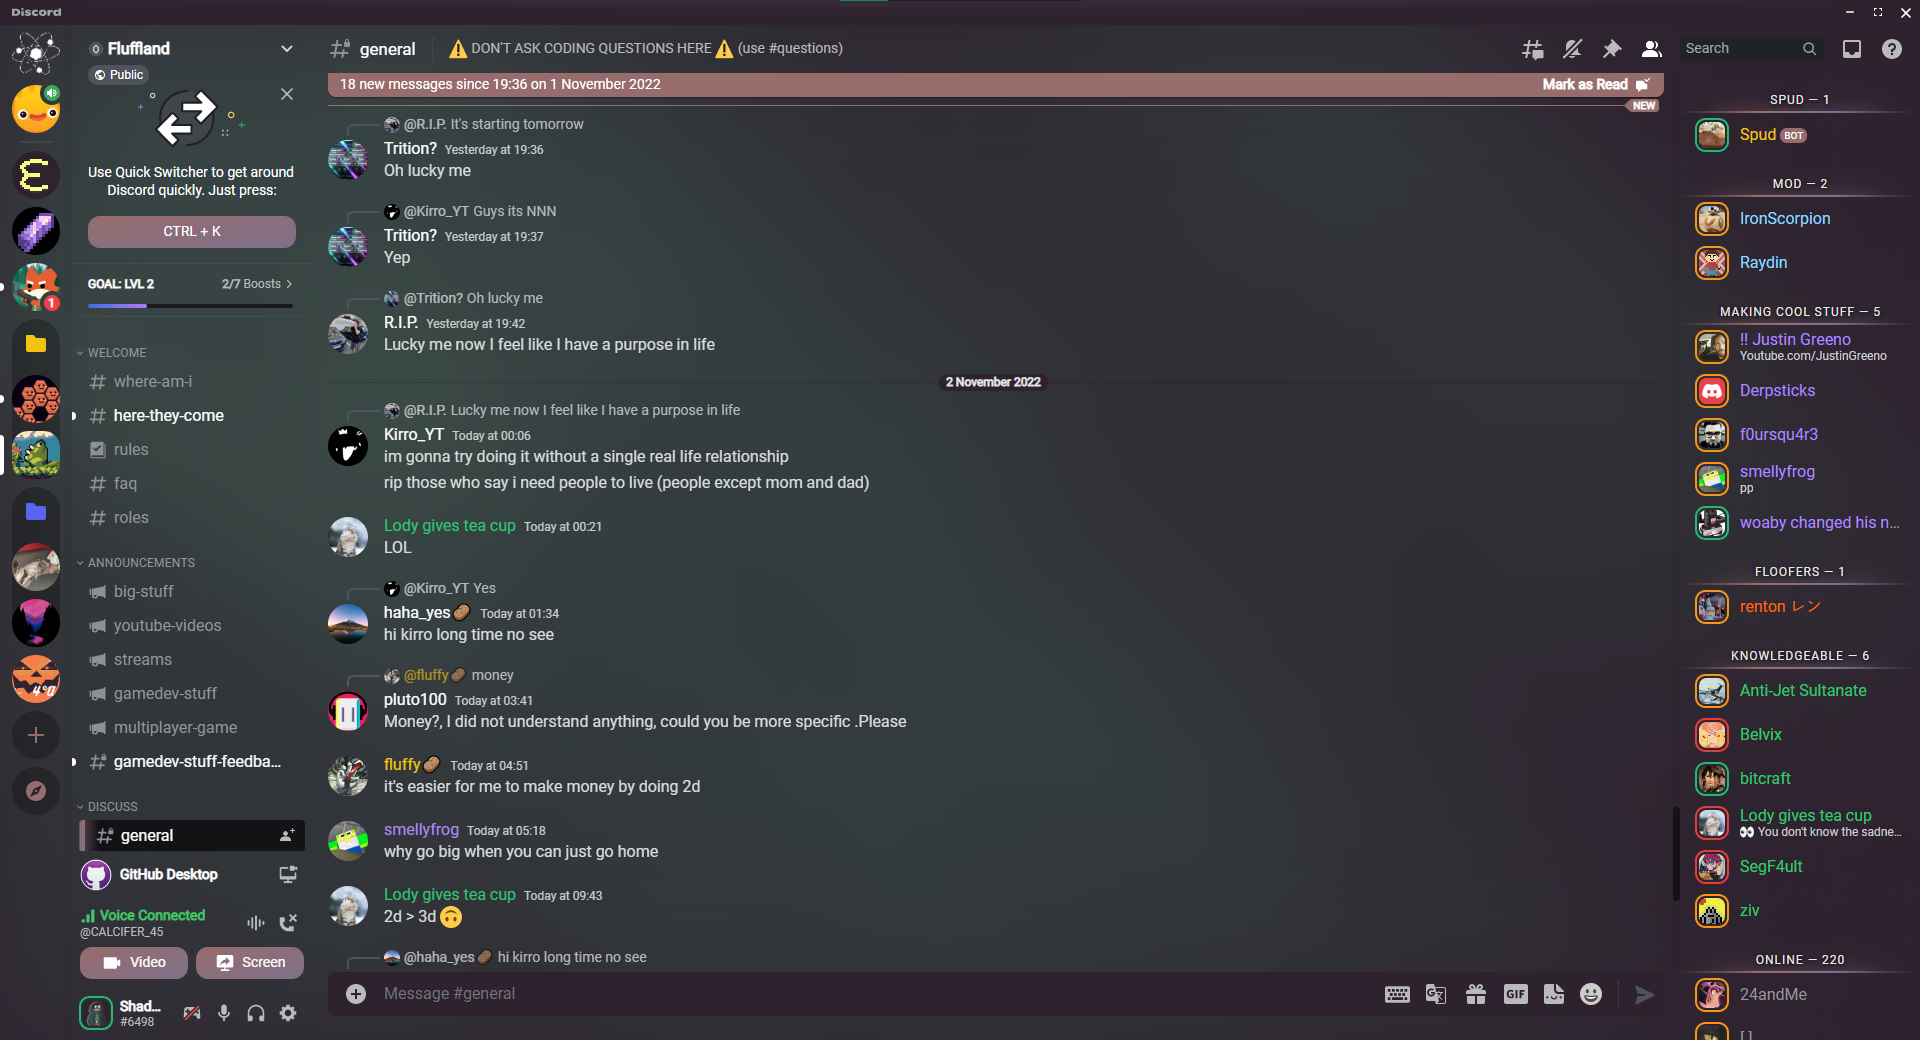 Discord
Fluffland
Public
Use Quick Switcher to get around
Discord quickly. Just press:
CTRL + K
GOAL: LVL 2
2/7 Boosts
WELCOME
where-am-i
here-they-come
rules
faq
roles
ANNOUNCEMENTS
big-stuff
youtube-videos
streams
gamedev-stuff
multiplayer-game
gamedev-stuff-feedba...
DISCUSS
general
GitHub Desktop
Voice Connected
@CALCIFER_45
Video
Screen
Shad...
#6498
1
4°a
general
⚠️ DON'T ASK CODING QUESTIONS HERE ⚠️ (use #questions)
Search
18 new messages since 19:36 on 1 November 2022
Mark as Read
NEW
@R.I.P. It's starting tomorrow
Trition? Yesterday at 19:36
Oh lucky me
@Kirro_YT Guys its NNN
Trition? Yesterday at 19:37
Yep
@Trition? Oh lucky me
R.I.P. Yesterday at 19:42
Lucky me now I feel like I have a purpose in life
2 November 2022
@R.I.P. Lucky me now I feel like I have a purpose in life
Kirro_YT Today at 00:06
im gonna try doing it without a single real life relationship
rip those who say i need people to live (people except mom and dad)
Lody gives tea cup Today at 00:21
LOL
@Kirro_YT Yes
haha_yes🥔 Today at 01:34
hi kirro long time no see
@fluffy🥔 money
pluto100 Today at 03:41
Money?, I did not understand anything, could you be more specific .Please
fluffy🥔 Today at 04:51
it's easier for me to make money by doing 2d
smellyfrog Today at 05:18
why go big when you can just go home
Lody gives tea cup Today at 09:43
2d > 3d 🙃
@haha_yes🥔 hi kirro long time no see
Message #general
GIF
SPUD — 1
Spud BOT
MOD — 2
IronScorpion
Raydin
MAKING COOL STUFF — 5
!! Justin Greeno
Youtube.com/JustinGreeno
Derpsticks
f0ursqu4r3
smellyfrog
pp
woaby changed his n...
FLOOFERS — 1
renton レン
KNOWLEDGEABLE — 6
Anti-Jet Sultanate
Belvix
bitcraft
Lody gives tea cup
👀 You don't know the sadne...
SegF4ult
ziv
ONLINE — 220
24andMe